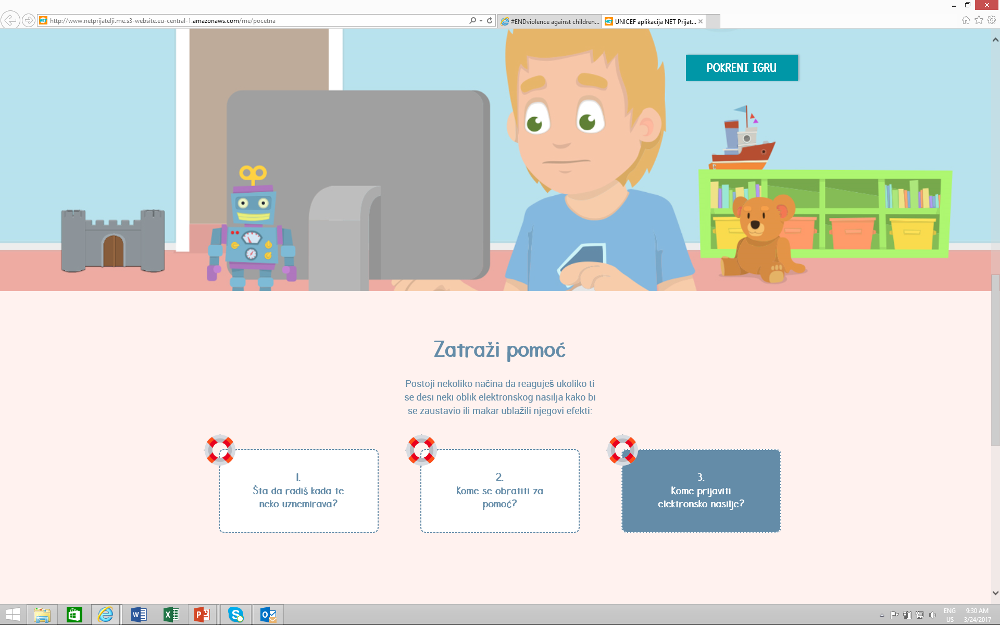 http://www.netprijatelji.me.s3-website.eu-central-1.amazonaws.com/me/pocetna
#ENDviolence against children...
UNICEF aplikacija NET Prijat...
POKRENI IGRU
Zatraži pomoć
Postoji nekoliko načina da reaguješ ukoliko ti
se desi neki oblik elektronskog nasilja kako bi
se zaustavio ili makar ublažili njegovi efekti:
1.
Šta da radiš kada te
neko uznemirava?
2.
Kome se obratiti za
pomoć?
3.
Kome prijaviti
elektronsko nasilje?
ENG
US
9:30 AM
3/24/2017